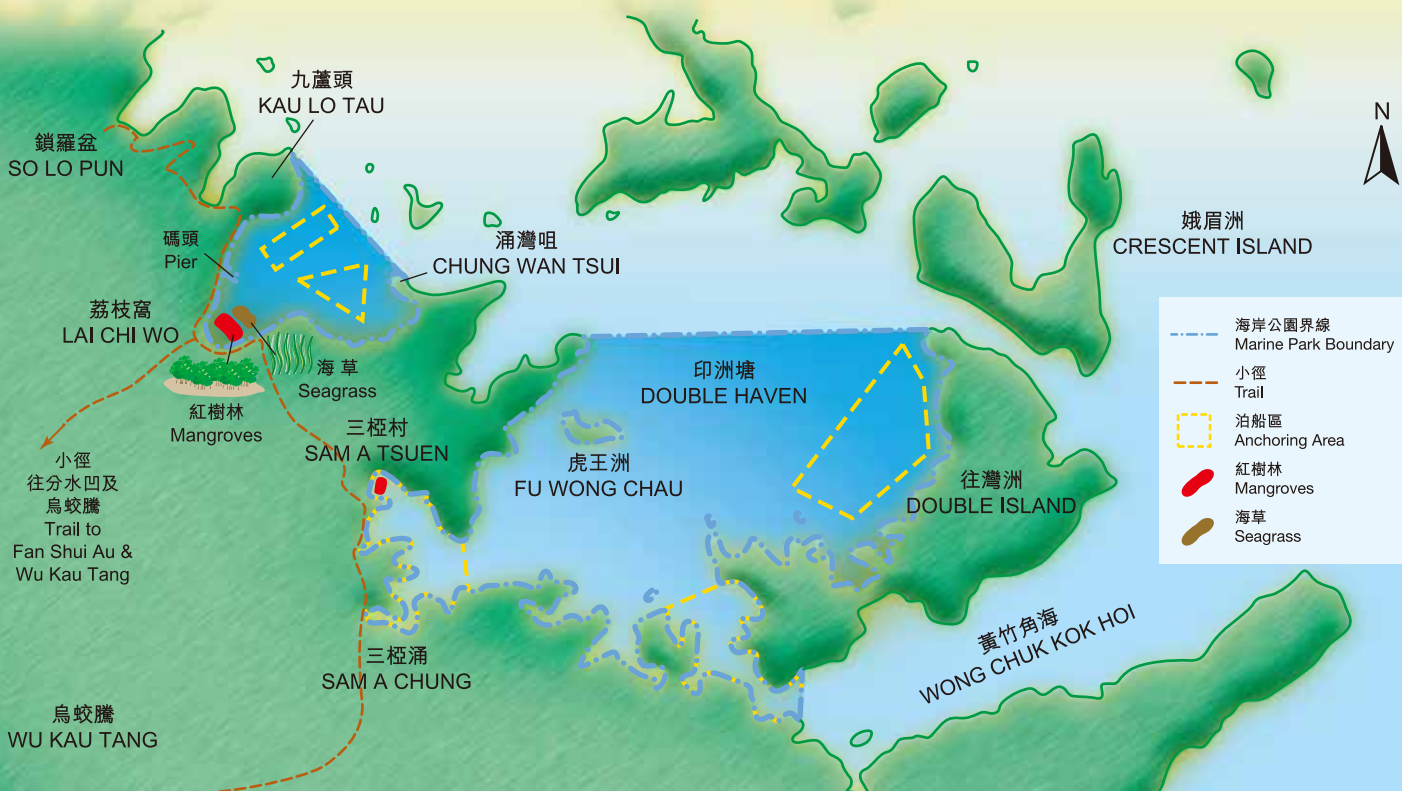 九蘆頭
KAU LO TAU
N
鎖羅盆
SO LO PUN
碼頭
Pier
涌灣咀
CHUNG WAN TSUI
娥眉洲
CRESCENT ISLAND
荔枝窩
LAI CHI WO
海草
Seagrass
紅樹林
Mangroves
印洲塘
DOUBLE HAVEN
三椏村
SAM A TSUEN
虎王洲
FU WONG CHAU
往灣洲
DOUBLE ISLAND
小徑
往分水凹及
烏蛟騰
Trail to
Fan Shui Au &
Wu Kau Tang
黃竹角海
WONG CHUK KOK HOI
三椏涌
SAM A CHUNG
烏蛟騰
WU KAU TANG
海岸公園界線
Marine Park Boundary
小徑
Trail
泊船區
Anchoring Area
紅樹林
Mangroves
海草
Seagrass